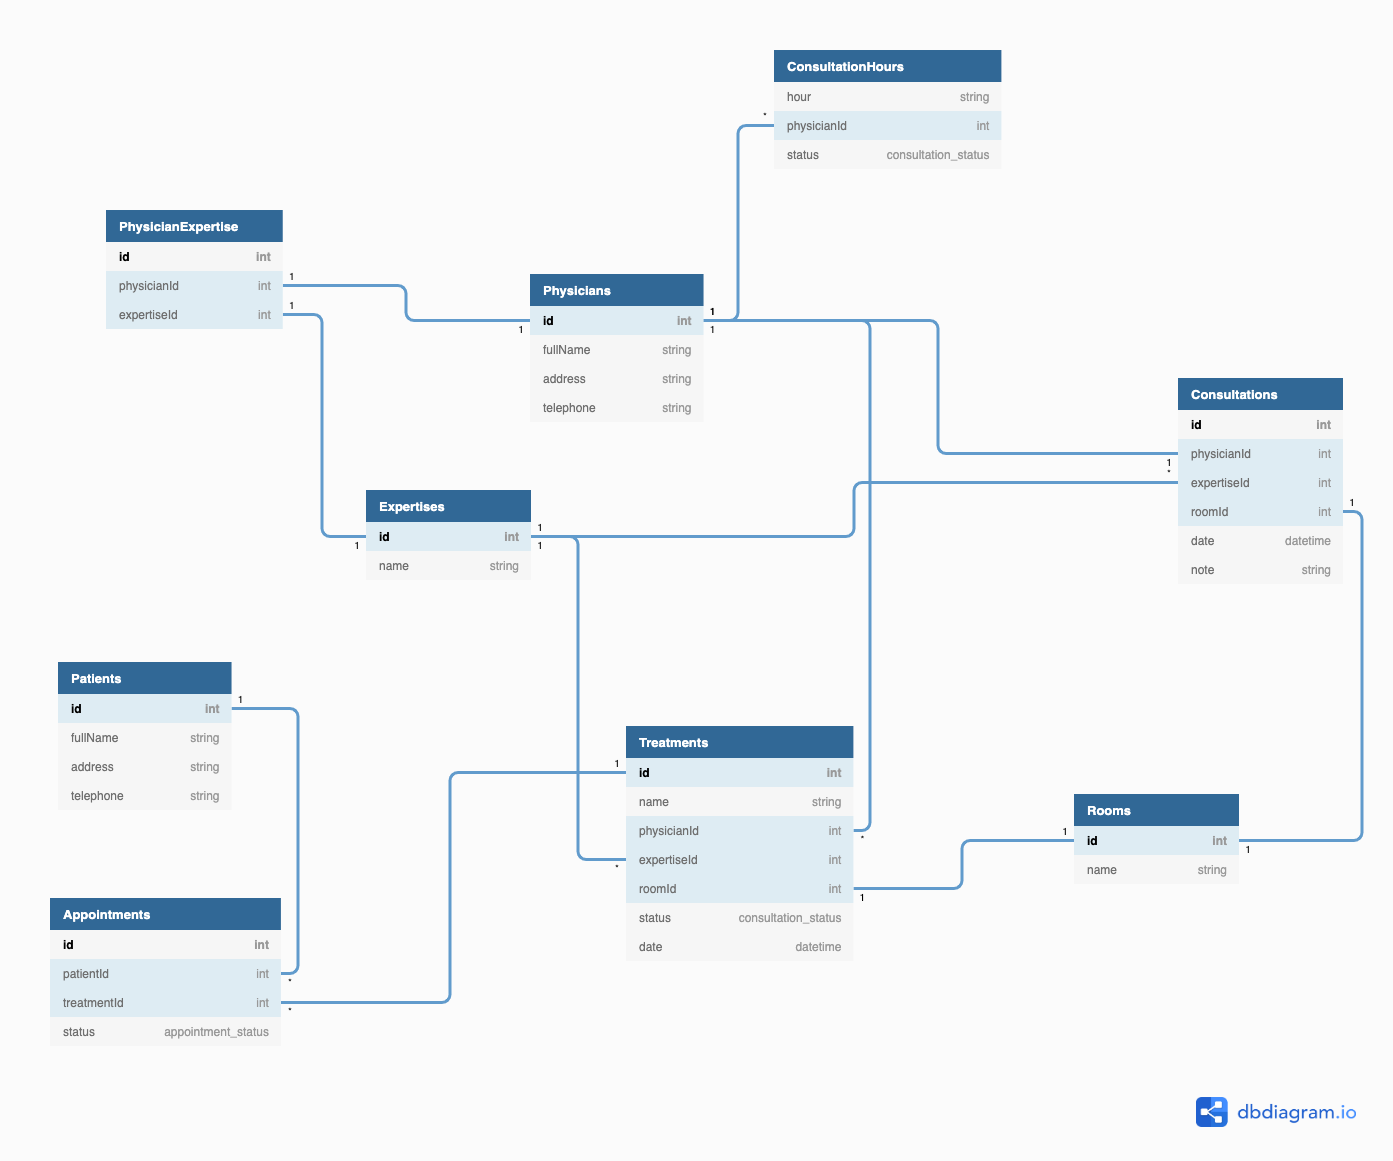 ConsultationHours
hour string
*
physicianId int
status consultation_status
PhysicianExpertise
id int
1
physicianId int
1
expertiseId int
Physicians
1
id int
1
1
fullName string
address string
telephone string
Consultations
id int
physicianId int
1
*
expertiseId int
1
roomId int
date datetime
note string
Expertises
1
id int
1
1
name string
Patients
1
id int
fullName string
address string
telephone string
Treatments
1
id int
name string
physicianId int
*
expertiseId int
*
roomId int
1
status consultation_status
date datetime
Rooms
1
id int
1
name string
Appointments
id int
patientId int
*
treatmentId int
*
status appointment_status
dbdiagram.io